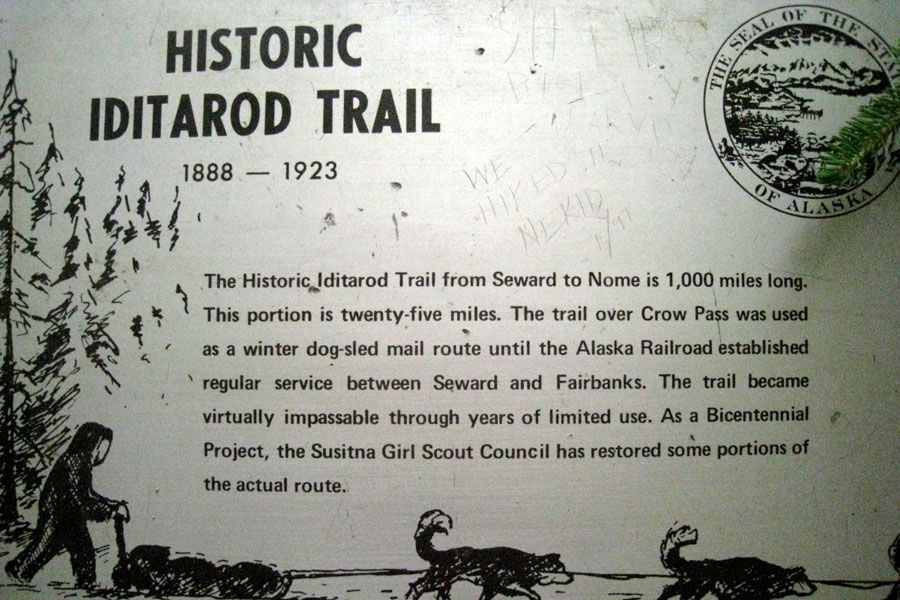 HISTORIC
IDITAROD TRAIL
1888 — 1923
THE SEAL OF THE
OF ALASKA
WE
HIKED IT
NEKID
The Historic Iditarod Trail from Seward to Nome is 1,000 miles long.
This portion is twenty-five miles. The trail over Crow Pass was used
as a winter dog-sled mail route until the Alaska Railroad established
regular service between Seward and Fairbanks. The trail became
virtually impassable through years of limited use. As a Bicentennial
Project, the Susitna Girl Scout Council has restored some portions of
the actual route.